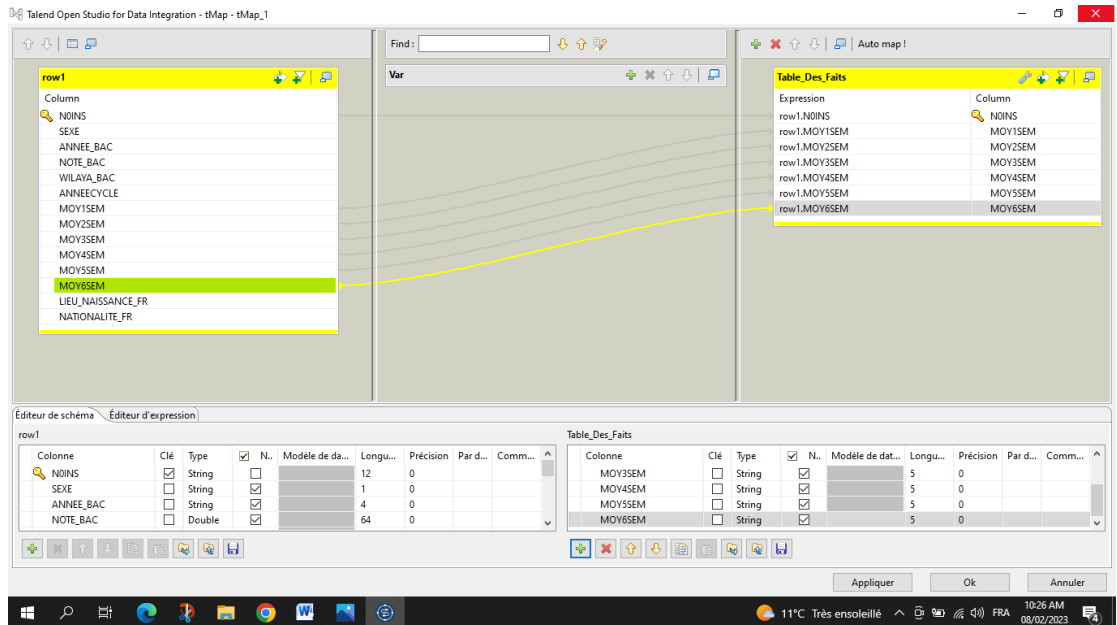 Talend Open Studio for Data Integration - tMap - tMap_1
Find :
Auto map !
row1
Column
N0INS
SEXE
ANNEE_BAC
NOTE_BAC
WILAYA_BAC
ANNEECYCLE
MOY1SEM
MOY2SEM
MOY3SEM
MOY4SEM
MOY5SEM
MOY6SEM
LIEU_NAISSANCE_FR
NATIONALITE_FR
Var
Table_Des_Faits
Expression Column
row1.N0INS N0INS
row1.MOY1SEM MOY1SEM
row1.MOY2SEM MOY2SEM
row1.MOY3SEM MOY3SEM
row1.MOY4SEM MOY4SEM
row1.MOY5SEM MOY5SEM
row1.MOY6SEM MOY6SEM
Éditeur de schéma Éditeur d'expression
row1
Colonne Clé Type N.. Modèle de da... Longu... Précision Par d... Comm...
N0INS String 12 0
SEXE String 1 0
ANNEE_BAC String 4 0
NOTE_BAC Double 64 0
Table_Des_Faits
Colonne Clé Type N.. Modèle de dat... Longu... Précision Par d... Comm...
MOY3SEM String 5 0
MOY4SEM String 5 0
MOY5SEM String 5 0
MOY6SEM String 5 0
Appliquer Ok Annuler
11°C Très ensoleillé FRA 10:26 AM
08/02/2023 4